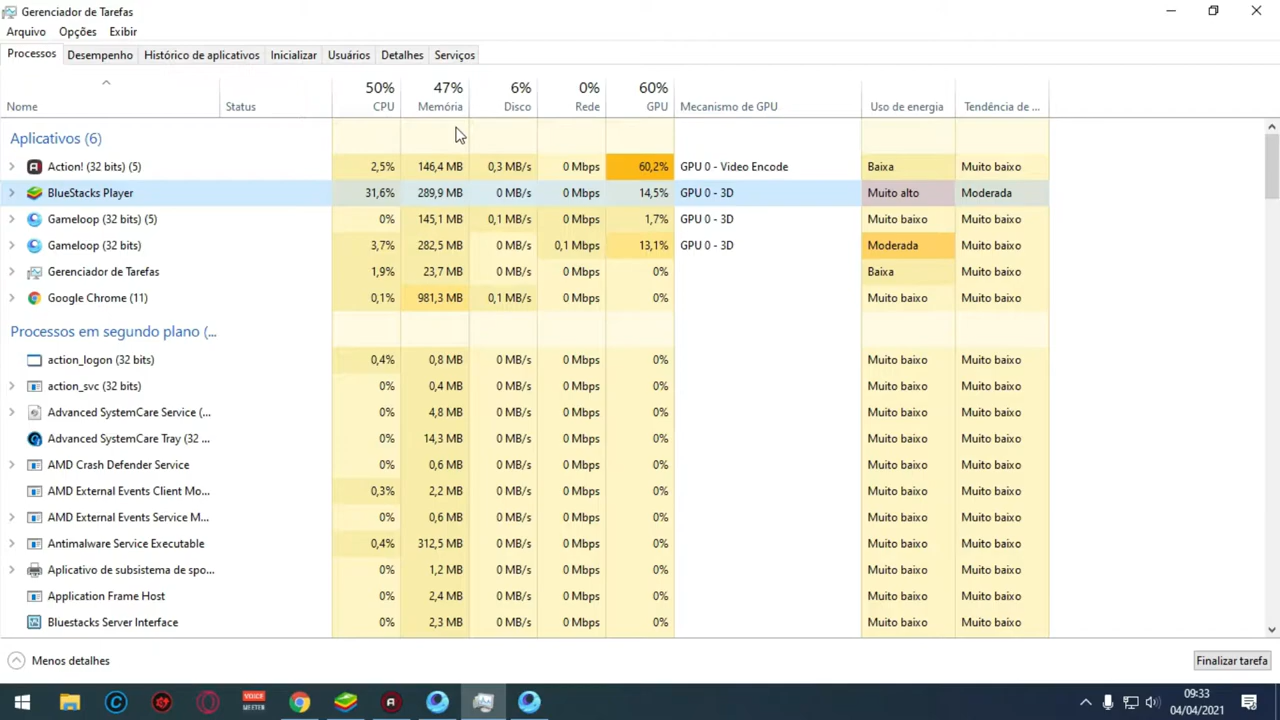 Gerenciador de Tarefas
Arquivo Opções Exibir
Processos Desempenho Histórico de aplicativos Inicializar Usuários Detalhes Serviços
50% 47% 6% 0% 60%
Nome Status CPU Memória Disco Rede GPU Mecanismo de GPU Uso de energia Tendência de ...
Aplicativos (6)
Action! (32 bits) (5) 2,5% 146,4 MB 0,3 MB/s 0 Mbps 60,2% GPU 0 - Video Encode Baixa Muito baixo
BlueStacks Player 31,6% 289,9 MB 0 MB/s 0 Mbps 14,5% GPU 0 - 3D Muito alto Moderada
Gameloop (32 bits) (5) 0% 145,1 MB 0,1 MB/s 0 Mbps 1,7% GPU 0 - 3D Muito baixo Muito baixo
Gameloop (32 bits) 3,7% 282,5 MB 0 MB/s 0,1 Mbps 13,1% GPU 0 - 3D Moderada Muito baixo
Gerenciador de Tarefas 1,9% 23,7 MB 0 MB/s 0 Mbps 0% Baixa Muito baixo
Google Chrome (11) 0,1% 981,3 MB 0,1 MB/s 0 Mbps 0% Muito baixo Muito baixo
Processos em segundo plano (...
action_logon (32 bits) 0,4% 0,8 MB 0 MB/s 0 Mbps 0% Muito baixo Muito baixo
action_svc (32 bits) 0% 0,4 MB 0 MB/s 0 Mbps 0% Muito baixo Muito baixo
Advanced SystemCare Service (... 0% 4,8 MB 0 MB/s 0 Mbps 0% Muito baixo Muito baixo
Advanced SystemCare Tray (32 ... 0% 14,3 MB 0 MB/s 0 Mbps 0% Muito baixo Muito baixo
AMD Crash Defender Service 0% 0,6 MB 0 MB/s 0 Mbps 0% Muito baixo Muito baixo
AMD External Events Client Mo... 0,3% 2,2 MB 0 MB/s 0 Mbps 0% Muito baixo Muito baixo
AMD External Events Service M... 0% 0,6 MB 0 MB/s 0 Mbps 0% Muito baixo Muito baixo
Antimalware Service Executable 0,4% 312,5 MB 0 MB/s 0 Mbps 0% Muito baixo Muito baixo
Aplicativo de subsistema de spo... 0% 1,2 MB 0 MB/s 0 Mbps 0% Muito baixo Muito baixo
Application Frame Host 0% 2,4 MB 0 MB/s 0 Mbps 0% Muito baixo Muito baixo
Bluestacks Server Interface 0% 2,3 MB 0 MB/s 0 Mbps 0% Muito baixo Muito baixo
Menos detalhes Finalizar tarefa
VOICE
MEETER
09:33
04/04/2021